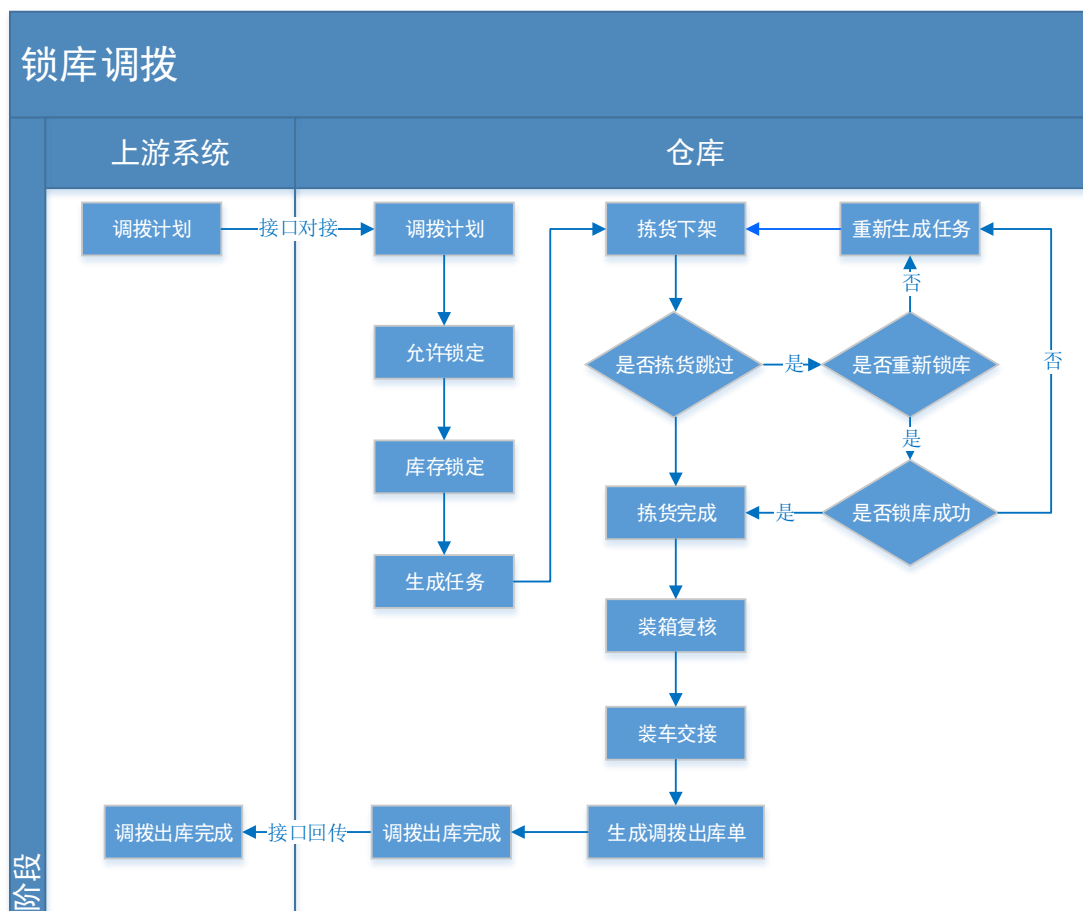 锁库调拨
上游系统
仓库
调拨计划
接口对接
调拨计划
拣货下架
重新生成任务
否
允许锁定
是否拣货跳过
是
是否重新锁库
否
是
库存锁定
拣货完成
是
是否锁库成功
生成任务
装箱复核
装车交接
调拨出库完成
接口回传
调拨出库完成
生成调拨出库单
阶段